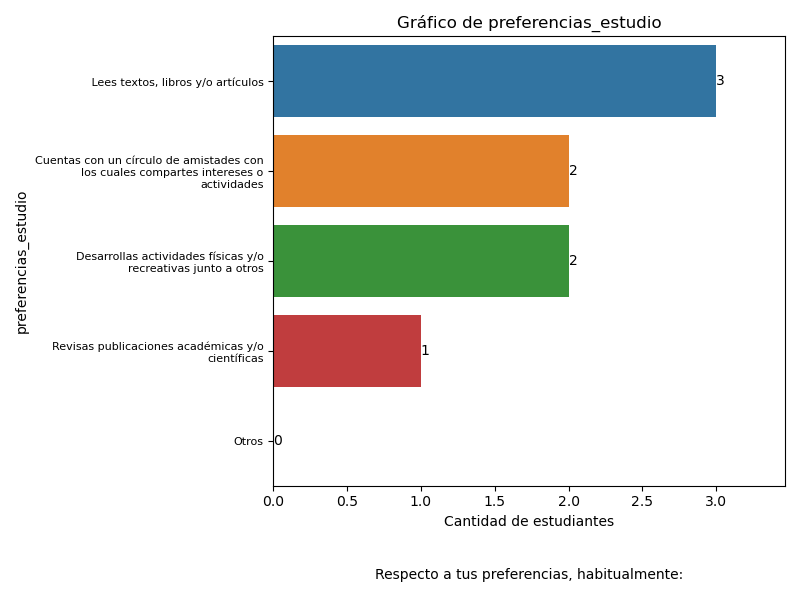 Gráfico de preferencias_estudio
Lees textos, libros y/o artículos
3
Cuentas con un círculo de amistades con
los cuales compartes intereses o
actividades
2
Desarrollas actividades físicas y/o
recreativas junto a otros
2
Revisas publicaciones académicas y/o
científicas
1
Otros
0
preferencias_estudio
0.0 0.5 1.0 1.5 2.0 2.5 3.0
Cantidad de estudiantes
Respecto a tus preferencias, habitualmente: